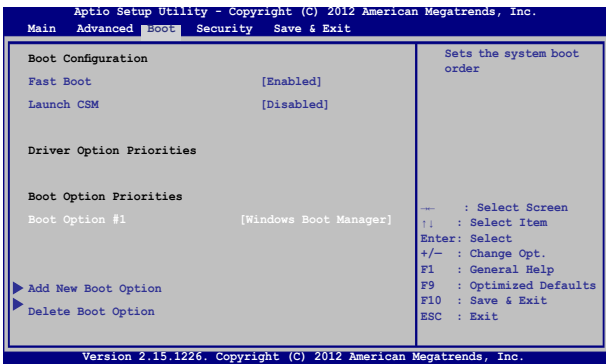 Aptio Setup Utility - Copyright (C) 2012 American Megatrends, Inc.
Main Advanced Boot Security Save & Exit
Boot Configuration
Fast Boot [Enabled]
Launch CSM [Disabled]
Driver Option Priorities
Boot Option Priorities
Boot Option #1 [Windows Boot Manager]
Add New Boot Option
Delete Boot Option
Sets the system boot
order
→← : Select Screen
↑↓ : Select Item
Enter: Select
+/— : Change Opt.
F1 : General Help
F9 : Optimized Defaults
F10 : Save & Exit
ESC : Exit
Version 2.15.1226. Copyright (C) 2012 American Megatrends, Inc.